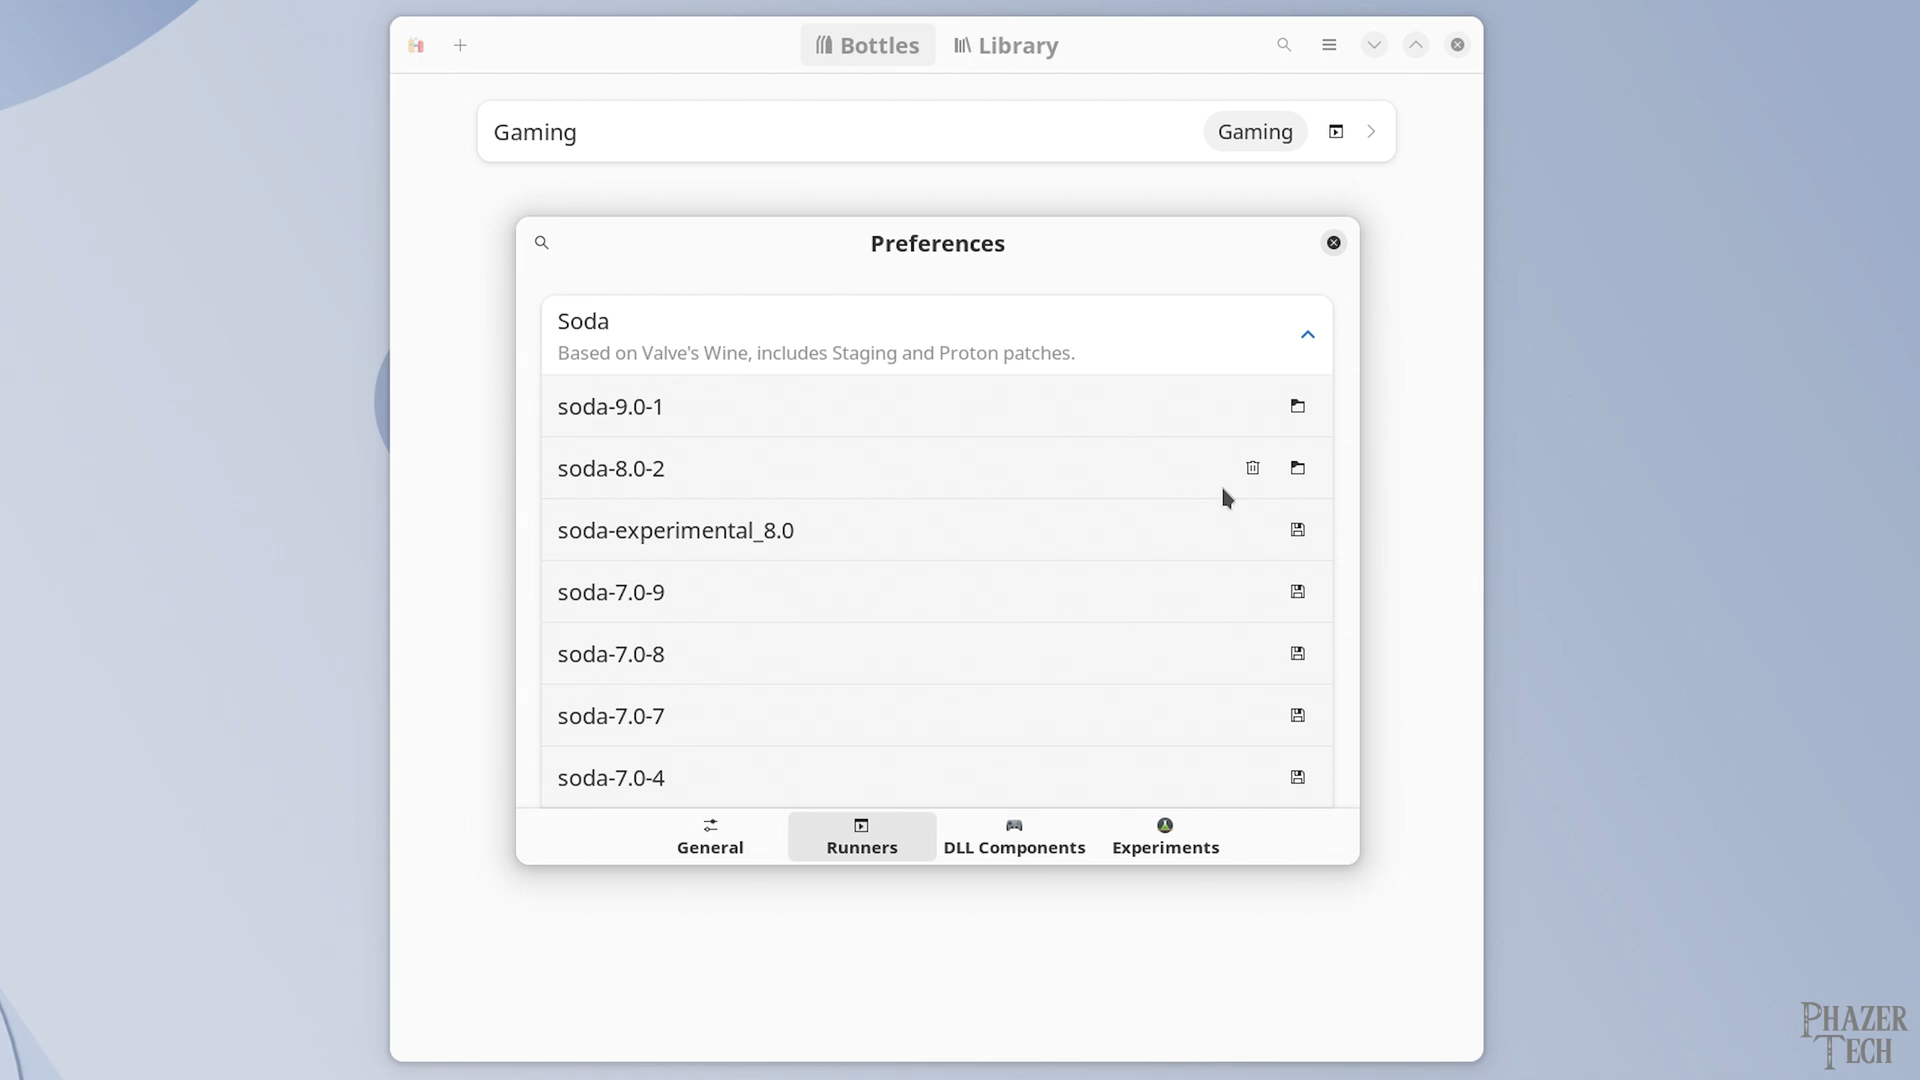 Bottles
Library
Gaming
Gaming
Preferences
Soda
Based on Valve's Wine, includes Staging and Proton patches.
soda-9.0-1
soda-8.0-2
soda-experimental_8.0
soda-7.0-9
soda-7.0-8
soda-7.0-7
soda-7.0-4
General
Runners
DLL Components
Experiments
PHAZER
TECH